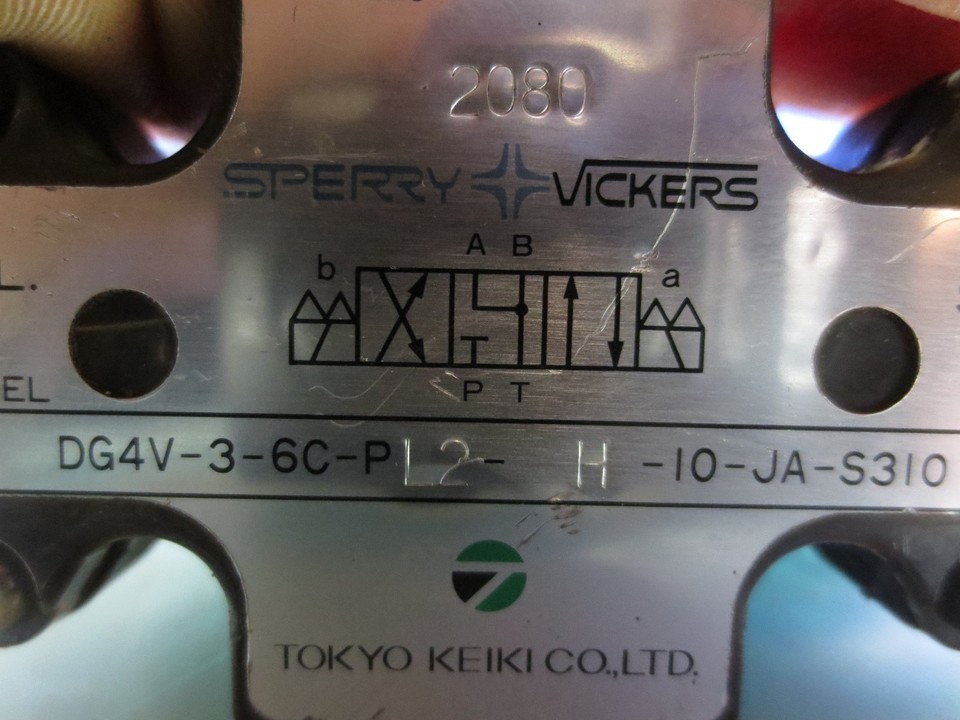 2080
SPERRY VICKERS
A B
b a
L.
P T
EL
DG4V-3-6C-PL2- H -10-JA-S310
TOKYO KEIKI CO.,LTD.